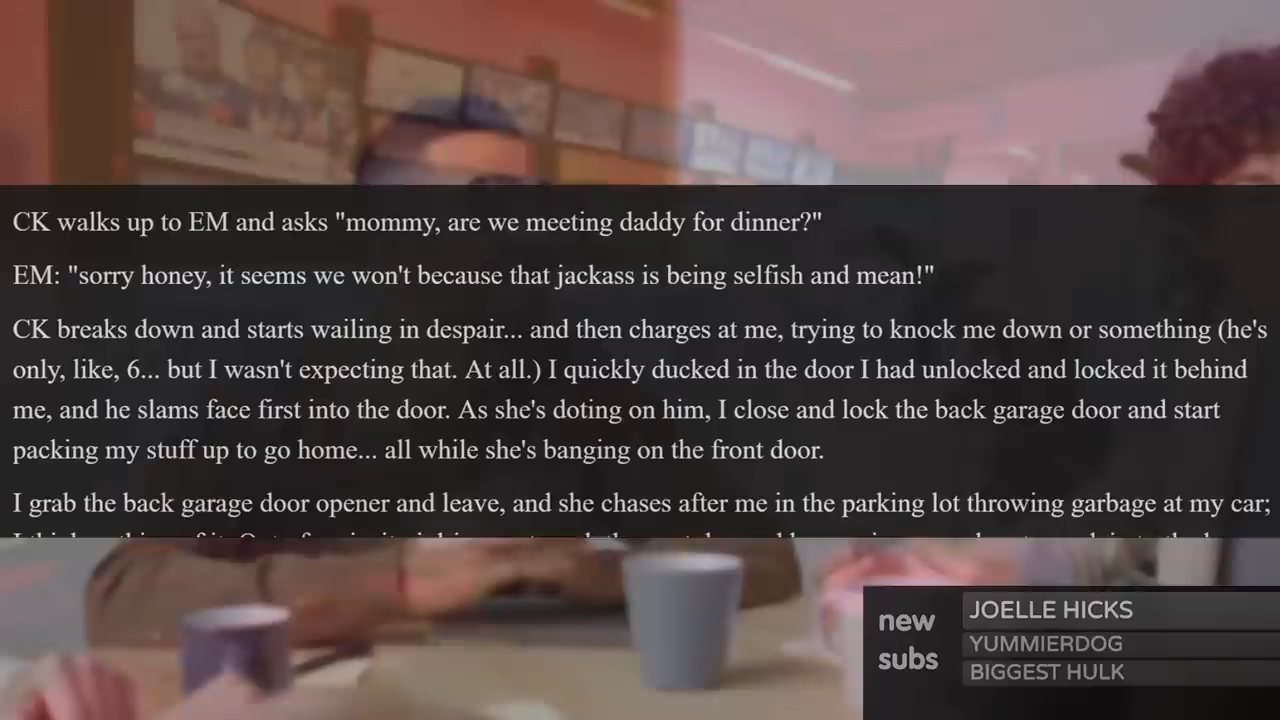 CK walks up to EM and asks "mommy, are we meeting daddy for dinner?"
EM: "sorry honey, it seems we won't because that jackass is being selfish and mean!"
CK breaks down and starts wailing in despair... and then charges at me, trying to knock me down or something (he's
only, like, 6... but I wasn't expecting that. At all.) I quickly ducked in the door I had unlocked and locked it behind
me, and he slams face first into the door. As she's doting on him, I close and lock the back garage door and start
packing my stuff up to go home... all while she's banging on the front door.
I grab the back garage door opener and leave, and she chases after me in the parking lot throwing garbage at my car;
new
subs
JOELLE HICKS
YUMMIERDOG
BIGGEST HULK